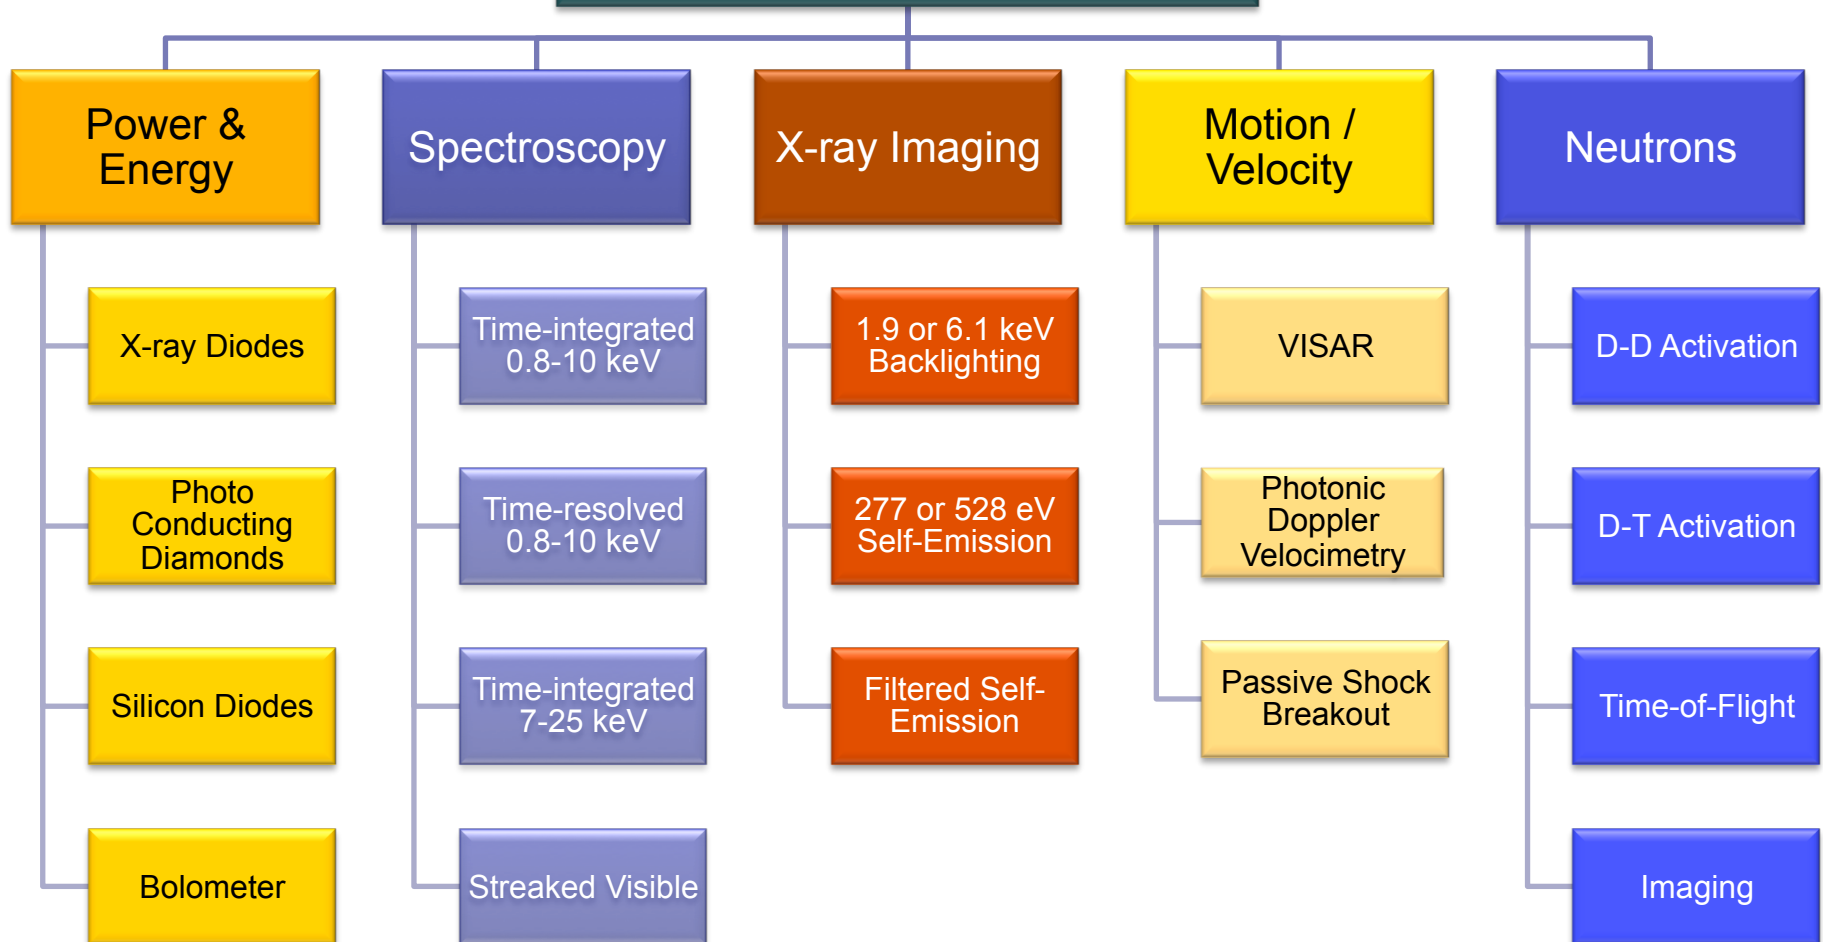 Power &
Energy
Spectroscopy
X-ray Imaging
Motion /
Velocity
Neutrons
X-ray Diodes
Time-integrated
0.8-10 keV
1.9 or 6.1 keV
Backlighting
VISAR
D-D Activation
Photo
Conducting
Diamonds
Time-resolved
0.8-10 keV
277 or 528 eV
Self-Emission
Photonic
Doppler
Velocimetry
D-T Activation
Silicon Diodes
Time-integrated
7-25 keV
Filtered Self-
Emission
Passive Shock
Breakout
Time-of-Flight
Bolometer
Streaked Visible
Imaging